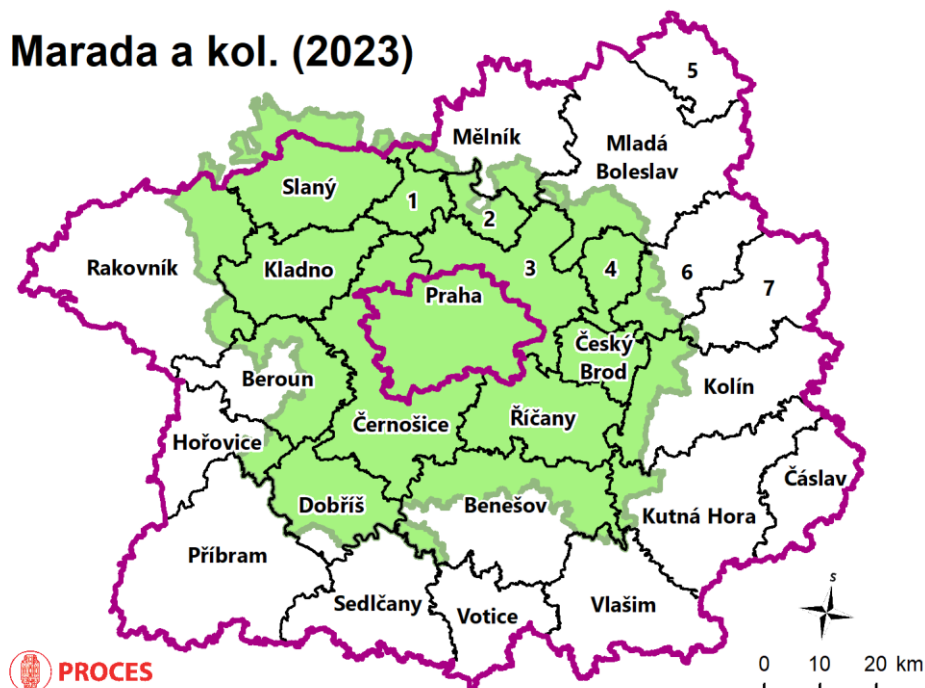 Marada a kol. (2023)
5
Mělník
Mladá
Boleslav
Slaný
1
2
Rakovník
Kladno
3
4
6
7
Praha
Český
Brod
Beroun
Kolín
Černošice
Říčany
Hořovice
Čáslav
Dobříš
Benešov
Kutná Hora
Příbram
Sedlčany
Votice
Vlašim
s
PROCES
0 10 20 km